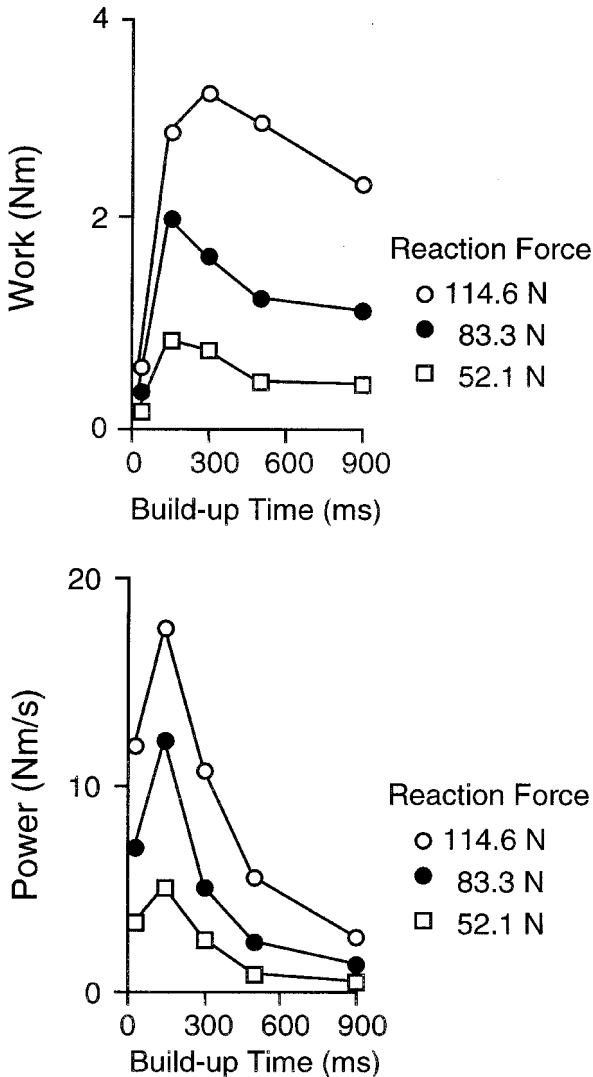 4
2
0
Work (Nm)
0 300 600 900
Build-up Time (ms)
Reaction Force
114.6 N
83.3 N
52.1 N
20
10
0
Power (Nm/s)
0 300 600 900
Build-up Time (ms)
Reaction Force
114.6 N
83.3 N
52.1 N